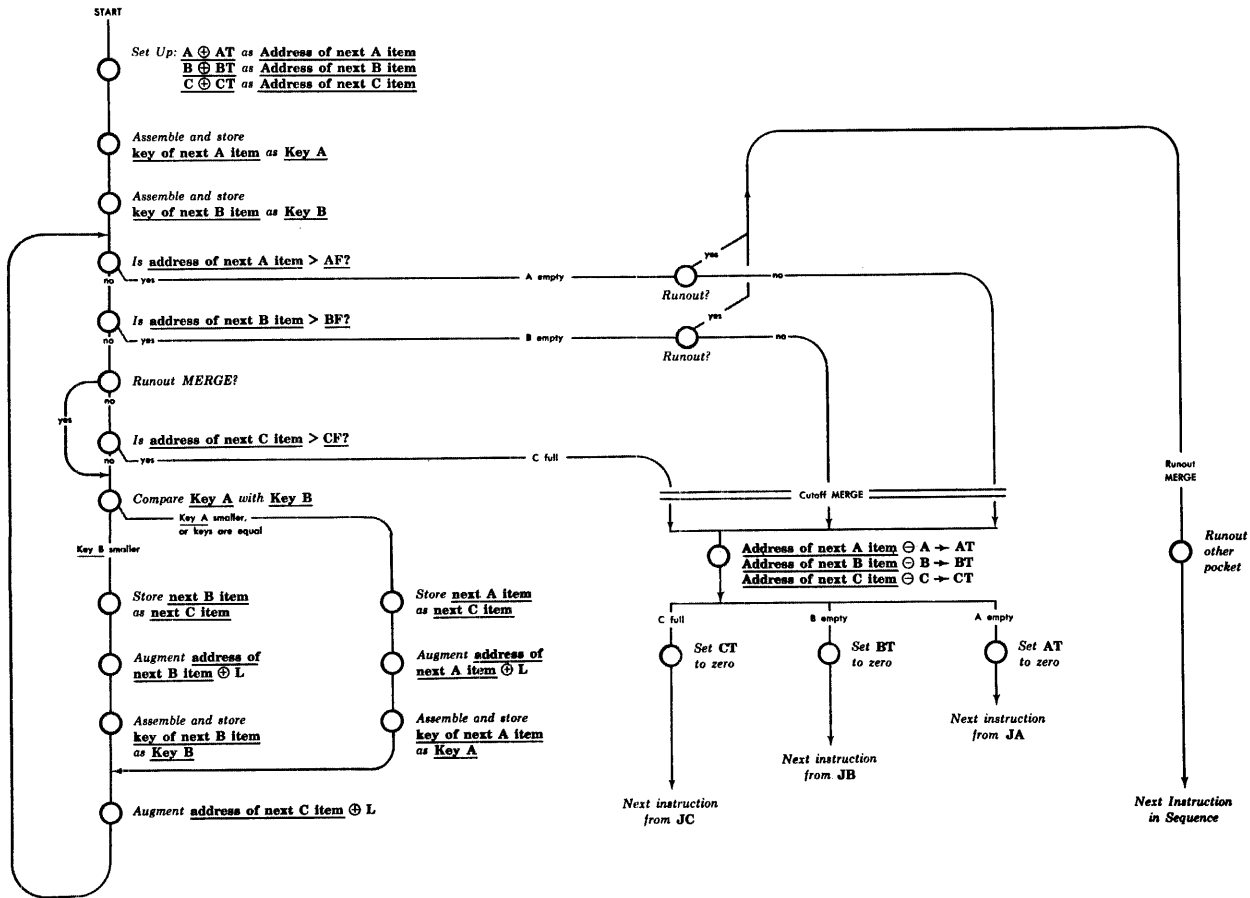 START
Set Up: A ⊕ AT as Address of next A item
B ⊕ BT as Address of next B item
C ⊕ CT as Address of next C item
Assemble and store
key of next A item as Key A
Assemble and store
key of next B item as Key B
Is address of next A item > AF?
no
yes
A empty
Runout?
yes
no
Is address of next B item > BF?
no
yes
B empty
Runout?
yes
no
Runout MERGE?
yes
no
Is address of next C item > CF?
no
yes
C full
Compare Key A with Key B
Key A smaller,
or keys are equal
Key B smaller
Store next B item
as next C item
Augment address of
next B item ⊕ L
Assemble and store
key of next B item
as Key B
Store next A item
as next C item
Augment address of
next A item ⊕ L
Assemble and store
key of next A item
as Key A
Augment address of next C item ⊕ L
Cutoff MERGE
Address of next A item ⊖ A → AT
Address of next B item ⊖ B → BT
Address of next C item ⊖ C → CT
C full
B empty
A empty
Set CT
to zero
Set BT
to zero
Set AT
to zero
Next instruction
from JC
Next instruction
from JB
Next instruction
from JA
Runout
MERGE
Runout
other
pocket
Next Instruction
in Sequence